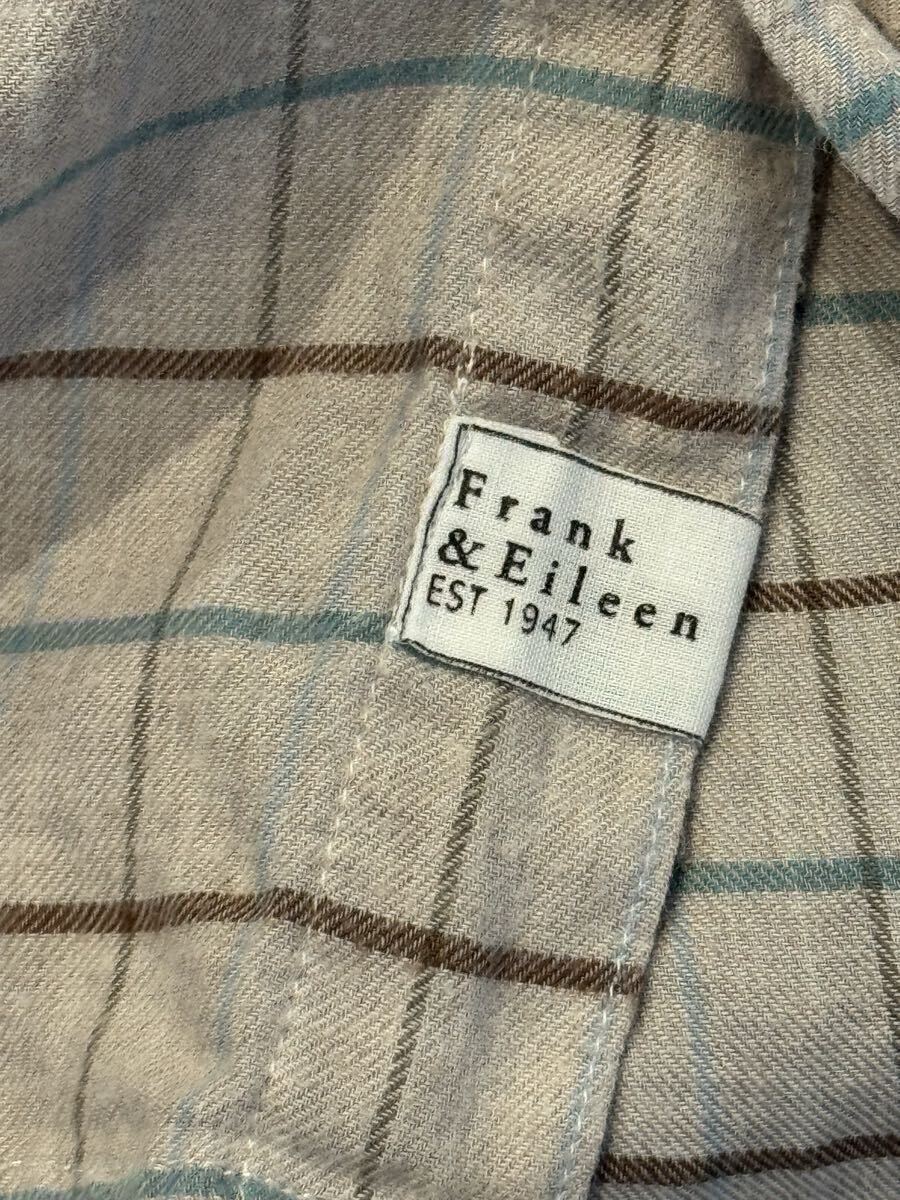 Frank
& Eileen
EST 1947